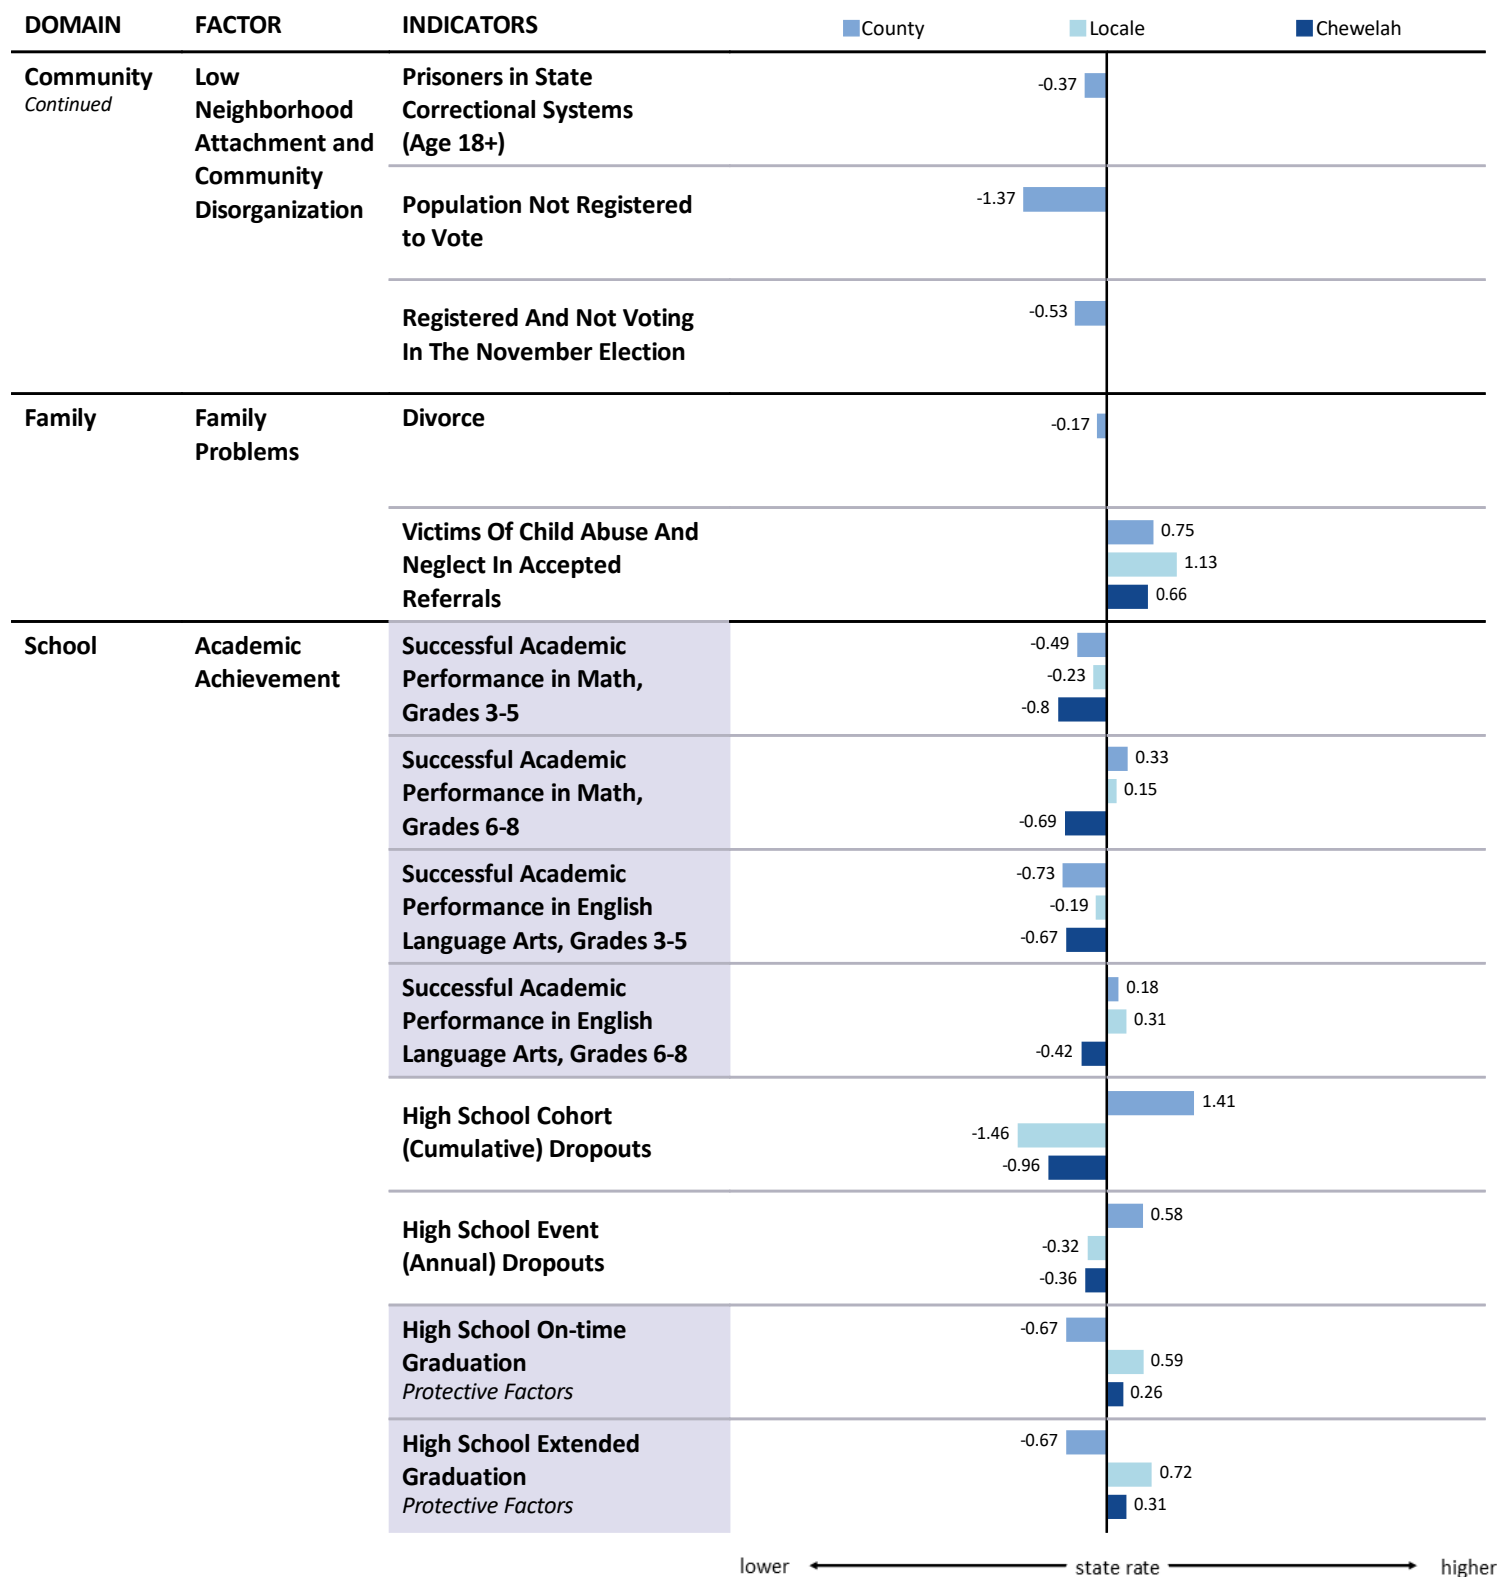 DOMAIN FACTOR INDICATORS County Locale Chewelah
Community
Continued
Low
Neighborhood
Attachment and
Community
Disorganization
Prisoners in State
Correctional Systems
(Age 18+)
-0.37
Population Not Registered
to Vote
-1.37
Registered And Not Voting
In The November Election
-0.53
Family
Family
Problems
Divorce
-0.17
Victims Of Child Abuse And
Neglect In Accepted
Referrals
0.75
1.13
0.66
School
Academic
Achievement
Successful Academic
Performance in Math,
Grades 3-5
-0.49
-0.23
-0.8
Successful Academic
Performance in Math,
Grades 6-8
0.33
0.15
-0.69
Successful Academic
Performance in English
Language Arts, Grades 3-5
-0.73
-0.19
-0.67
Successful Academic
Performance in English
Language Arts, Grades 6-8
0.18
0.31
-0.42
High School Cohort
(Cumulative) Dropouts
1.41
-1.46
-0.96
High School Event
(Annual) Dropouts
0.58
-0.32
-0.36
High School On-time
Graduation
Protective Factors
-0.67
0.59
0.26
High School Extended
Graduation
Protective Factors
-0.67
0.72
0.31
lower state rate higher